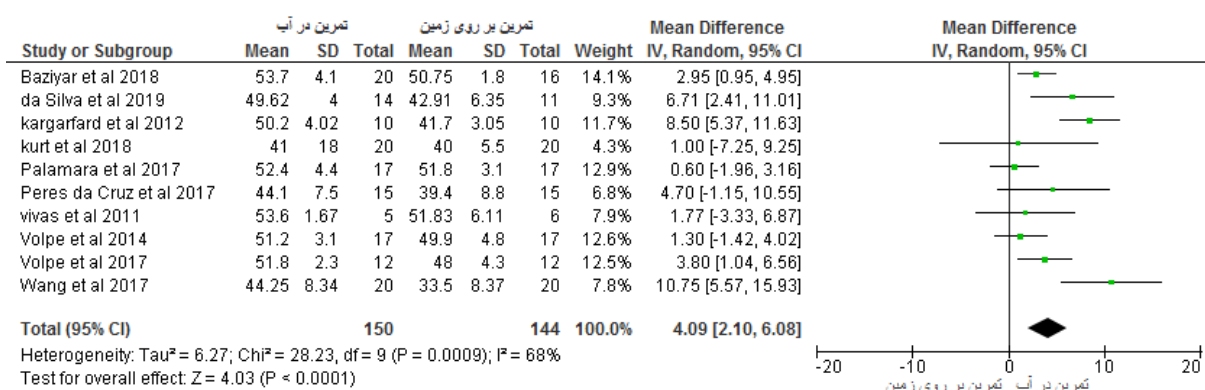 تمرین در آب تمرین بر روی زمین Mean Difference Mean Difference
Study or Subgroup Mean SD Total Mean SD Total Weight IV, Random, 95% CI IV, Random, 95% CI
Baziyar et al 2018 53.7 4.1 20 50.75 1.8 16 14.1% 2.95 [0.95, 4.95]
da Silva et al 2019 49.62 4 14 42.91 6.35 11 9.3% 6.71 [2.41, 11.01]
kargarfard et al 2012 50.2 4.02 10 41.7 3.05 10 11.7% 8.50 [5.37, 11.63]
kurt et al 2018 41 18 20 40 5.5 20 4.3% 1.00 [-7.25, 9.25]
Palamara et al 2017 52.4 4.4 17 51.8 3.1 17 12.9% 0.60 [-1.96, 3.16]
Peres da Cruz et al 2017 44.1 7.5 15 39.4 8.8 15 6.8% 4.70 [-1.15, 10.55]
vivas et al 2011 53.6 1.67 5 51.83 6.11 6 7.9% 1.77 [-3.33, 6.87]
Volpe et al 2014 51.2 3.1 17 49.9 4.8 17 12.6% 1.30 [-1.42, 4.02]
Volpe et al 2017 51.8 2.3 12 48 4.3 12 12.5% 3.80 [1.04, 6.56]
Wang et al 2017 44.25 8.34 20 33.5 8.37 20 7.8% 10.75 [5.57, 15.93]
Total (95% CI) 150 144 100.0% 4.09 [2.10, 6.08]
Heterogeneity: Tau² = 6.27; Chi² = 28.23, df = 9 (P = 0.0009); I² = 68%
Test for overall effect: Z = 4.03 (P < 0.0001)
-20 -10 0 10 20
تمرین بر روی زمین تمرین در آب